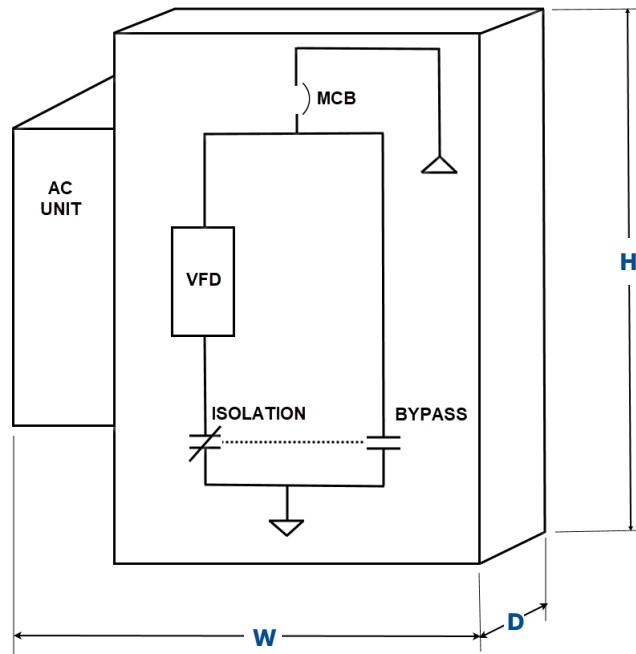 MCB
AC
UNIT
VFD
H
ISOLATION
BYPASS
D
W